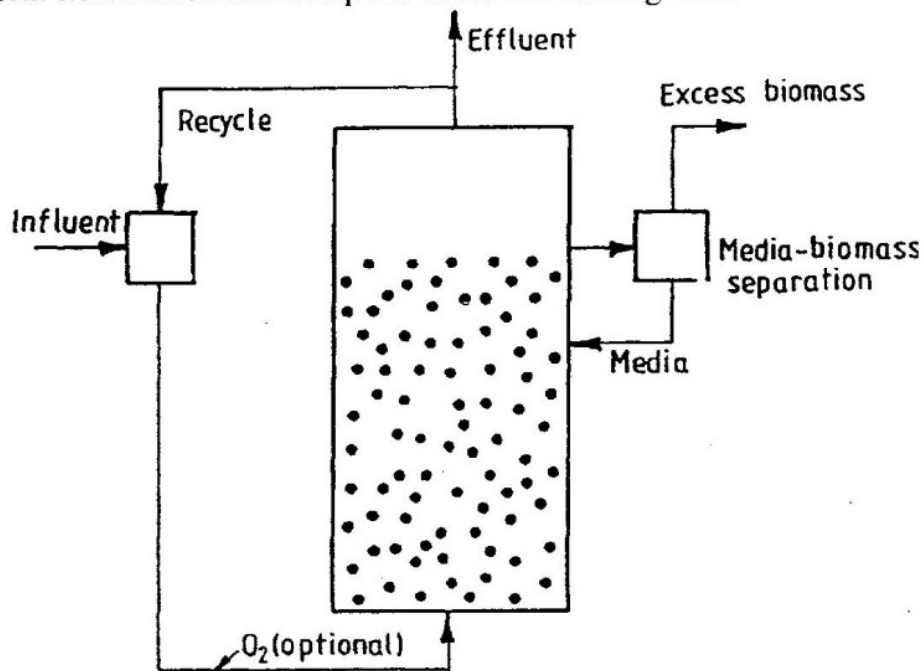 Effluent
Excess biomass
Recycle
Influent
Media-biomass
separation
Media
O₂(optional)